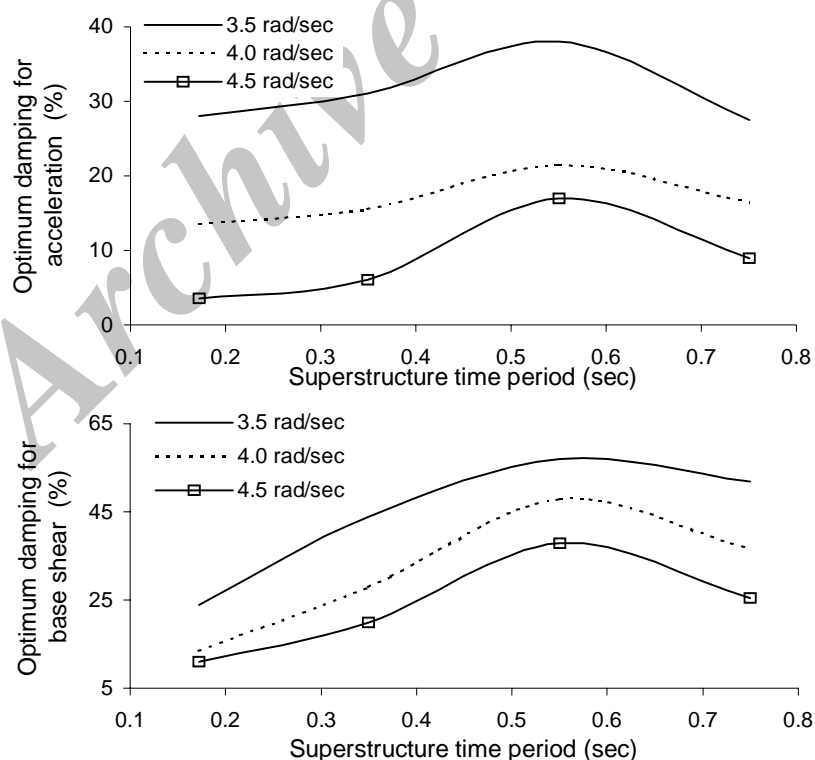 40
30
20
10
0
Optimum damping for
acceleration (%)
3.5 rad/sec
4.0 rad/sec
4.5 rad/sec
0.1 0.2 0.3 0.4 0.5 0.6 0.7 0.8
Superstructure time period (sec)
Archive
65
45
25
5
Optimum damping for
base shear (%)
3.5 rad/sec
4.0 rad/sec
4.5 rad/sec
0.1 0.2 0.3 0.4 0.5 0.6 0.7 0.8
Superstructure time period (sec)